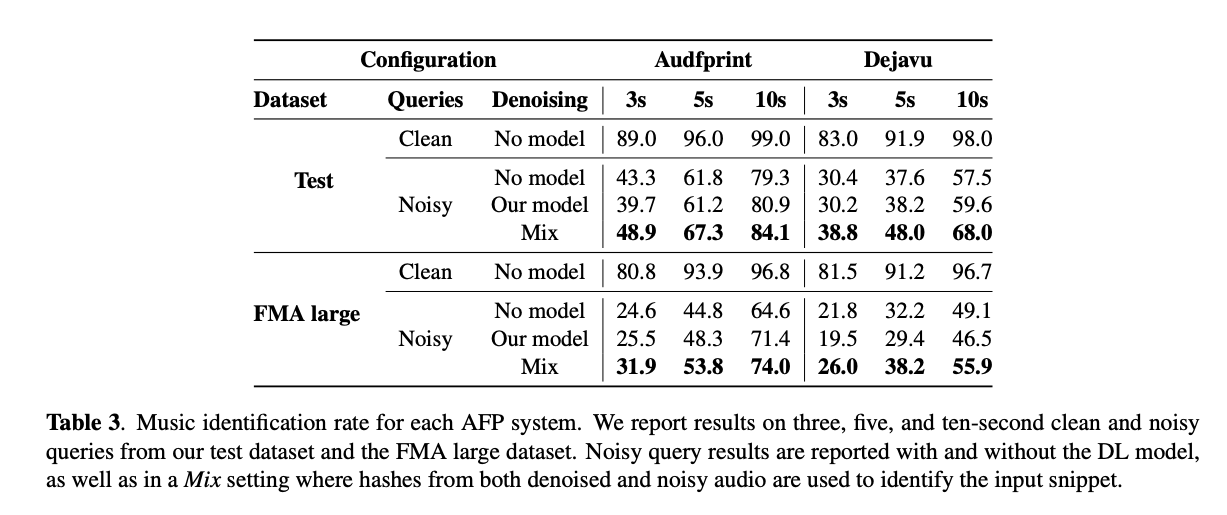 Configuration Audfprint Dejavu
Dataset Queries Denoising 3s 5s 10s 3s 5s 10s
Clean No model 89.0 96.0 99.0 83.0 91.9 98.0
Test
No model 43.3 61.8 79.3 30.4 37.6 57.5
Noisy Our model 39.7 61.2 80.9 30.2 38.2 59.6
Mix 48.9 67.3 84.1 38.8 48.0 68.0
Clean No model 80.8 93.9 96.8 81.5 91.2 96.7
FMA large
No model 24.6 44.8 64.6 21.8 32.2 49.1
Noisy Our model 25.5 48.3 71.4 19.5 29.4 46.5
Mix 31.9 53.8 74.0 26.0 38.2 55.9
Table 3. Music identification rate for each AFP system. We report results on three, five, and ten-second clean and noisy
queries from our test dataset and the FMA large dataset. Noisy query results are reported with and without the DL model,
as well as in a Mix setting where hashes from both denoised and noisy audio are used to identify the input snippet.